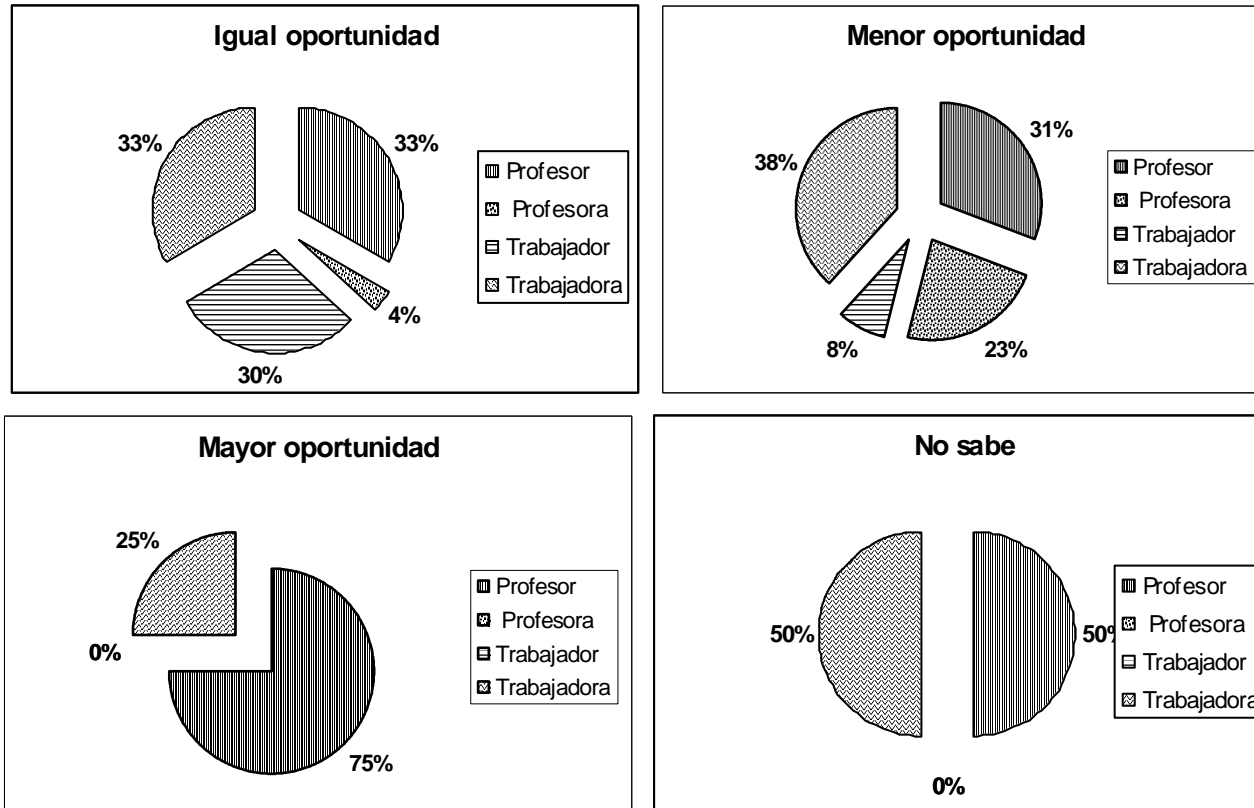 Igual oportunidad
33%
33%
4%
30%
Profesor
Profesora
Trabajador
Trabajadora
Menor oportunidad
38%
31%
8%
23%
Profesor
Profesora
Trabajador
Trabajadora
Mayor oportunidad
25%
0%
75%
Profesor
Profesora
Trabajador
Trabajadora
No sabe
50%
50%
0%
Profesor
Profesora
Trabajador
Trabajadora